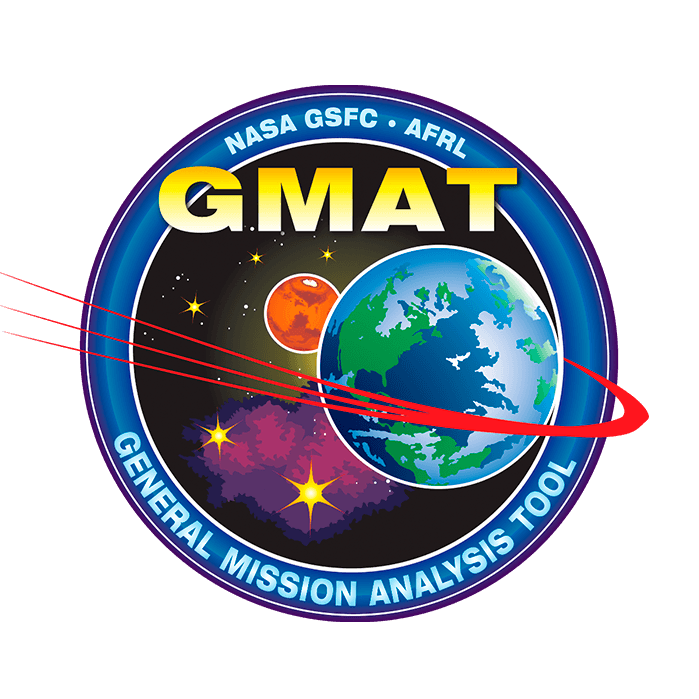 NASA GSFC • AFRL
GMAT
GENERAL MISSION ANALYSIS TOOL